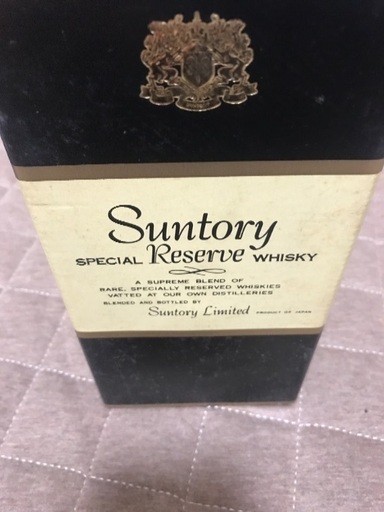 Suntory
SPECIAL Reserve WHISKY
A SUPREME BLEND OF
RARE, SPECIALLY RESERVED WHISKIES
VATTED AT OUR OWN DISTILLERIES
BLENDED AND BOTTLED BY
Suntory Limited PRODUCT OF JAPAN